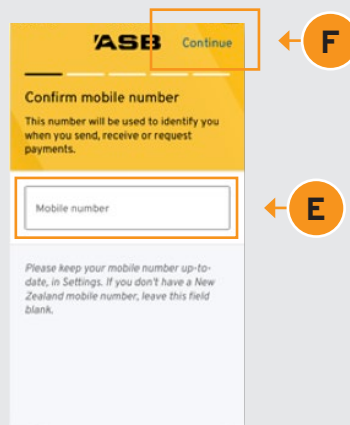 ASB Continue F
Confirm mobile number
This number will be used to identify you
when you send, receive or request
payments.
Mobile number E
Please keep your mobile number up-to-
date, in Settings. If you don't have a New
Zealand mobile number, leave this field
blank.